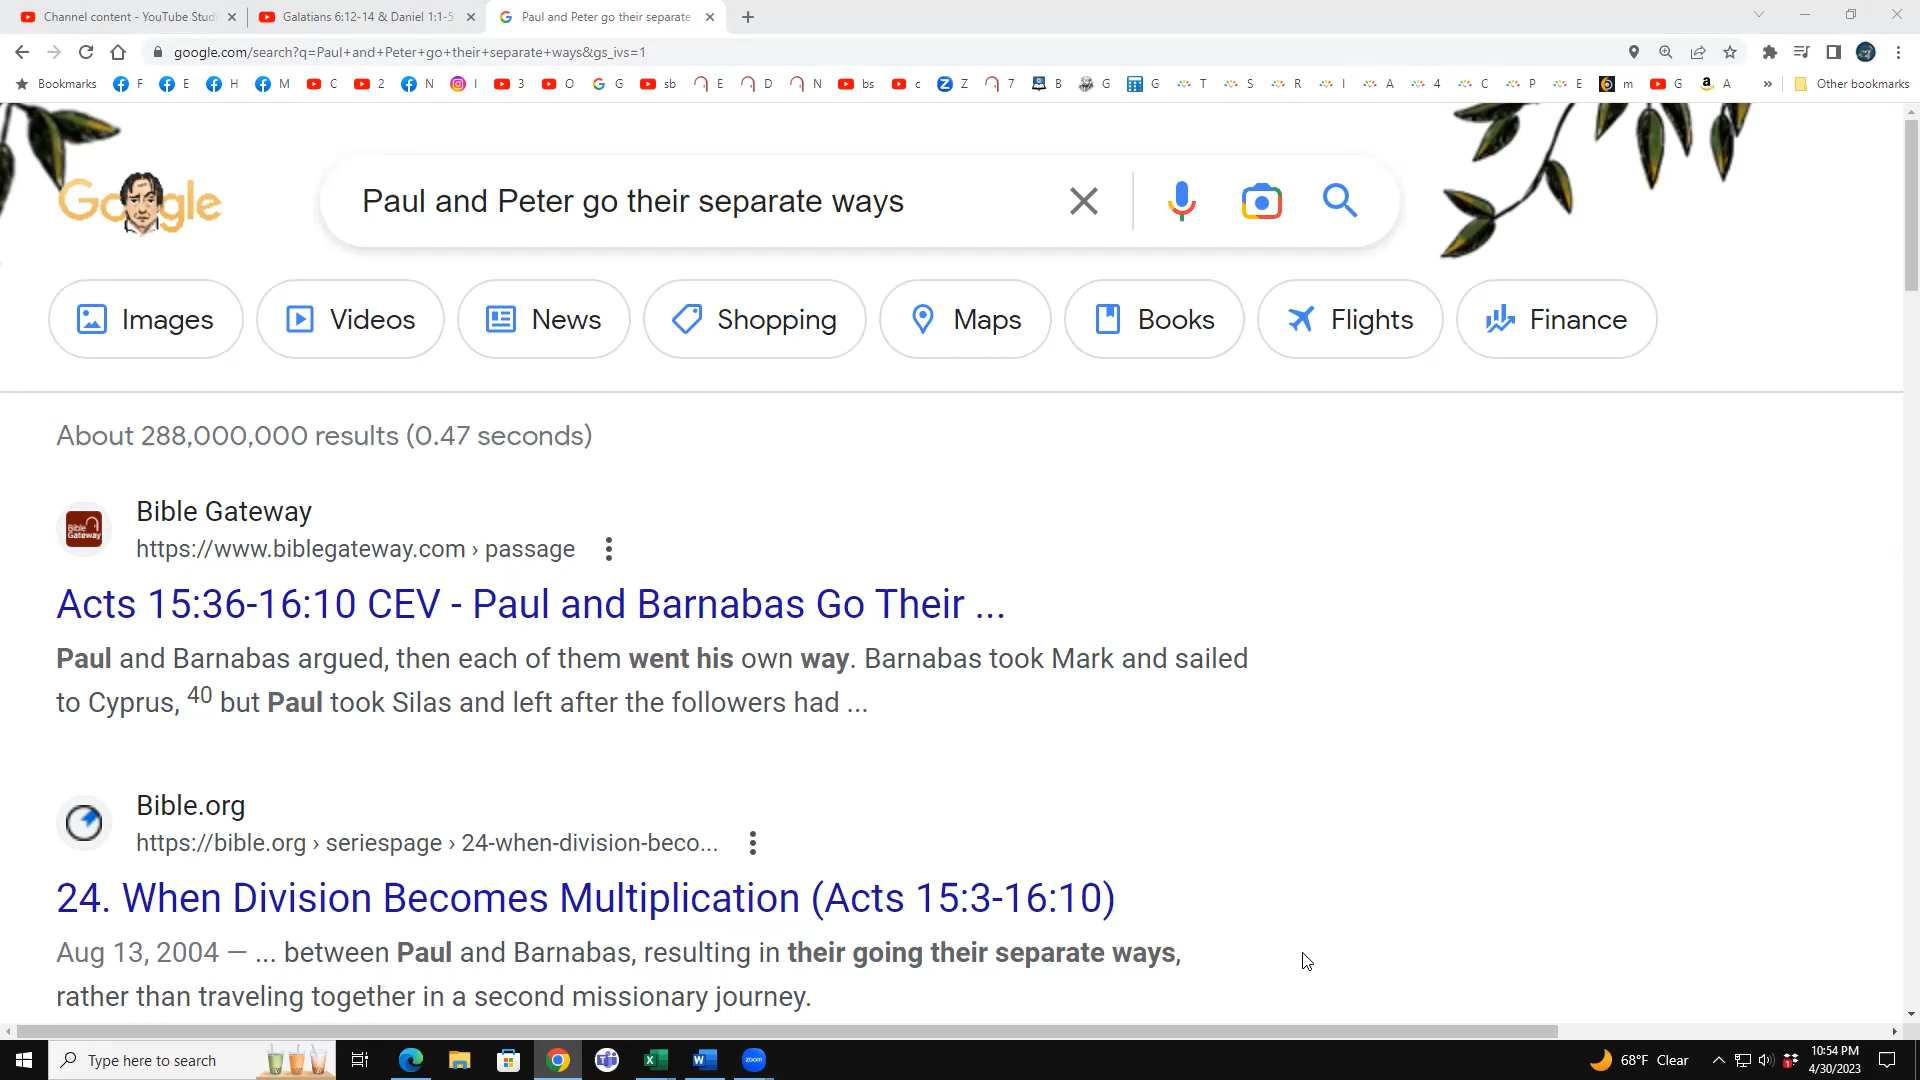 Channel content - YouTube Studi
Galatians 6:12-14 & Daniel 1:1-5
Paul and Peter go their separate
google.com/search?q=Paul+and+Peter+go+their+separate+ways&gs_ivs=1
Bookmarks F E H M C 2 N I 3 O G sb E D N bs c Z 7 B G G T S R I A 4 C P E m G A » Other bookmarks
Google
Paul and Peter go their separate ways
Images Videos News Shopping Maps Books Flights Finance
About 288,000,000 results (0.47 seconds)
Bible Gateway
https://www.biblegateway.com › passage
Acts 15:36-16:10 CEV - Paul and Barnabas Go Their ...
Paul and Barnabas argued, then each of them went his own way. Barnabas took Mark and sailed
to Cyprus, 40 but Paul took Silas and left after the followers had ...
Bible.org
https://bible.org › seriespage › 24-when-division-beco...
24. When Division Becomes Multiplication (Acts 15:3-16:10)
Aug 13, 2004 — ... between Paul and Barnabas, resulting in their going their separate ways,
rather than traveling together in a second missionary journey.
Type here to search
zoom
68°F Clear
10:54 PM
4/30/2023